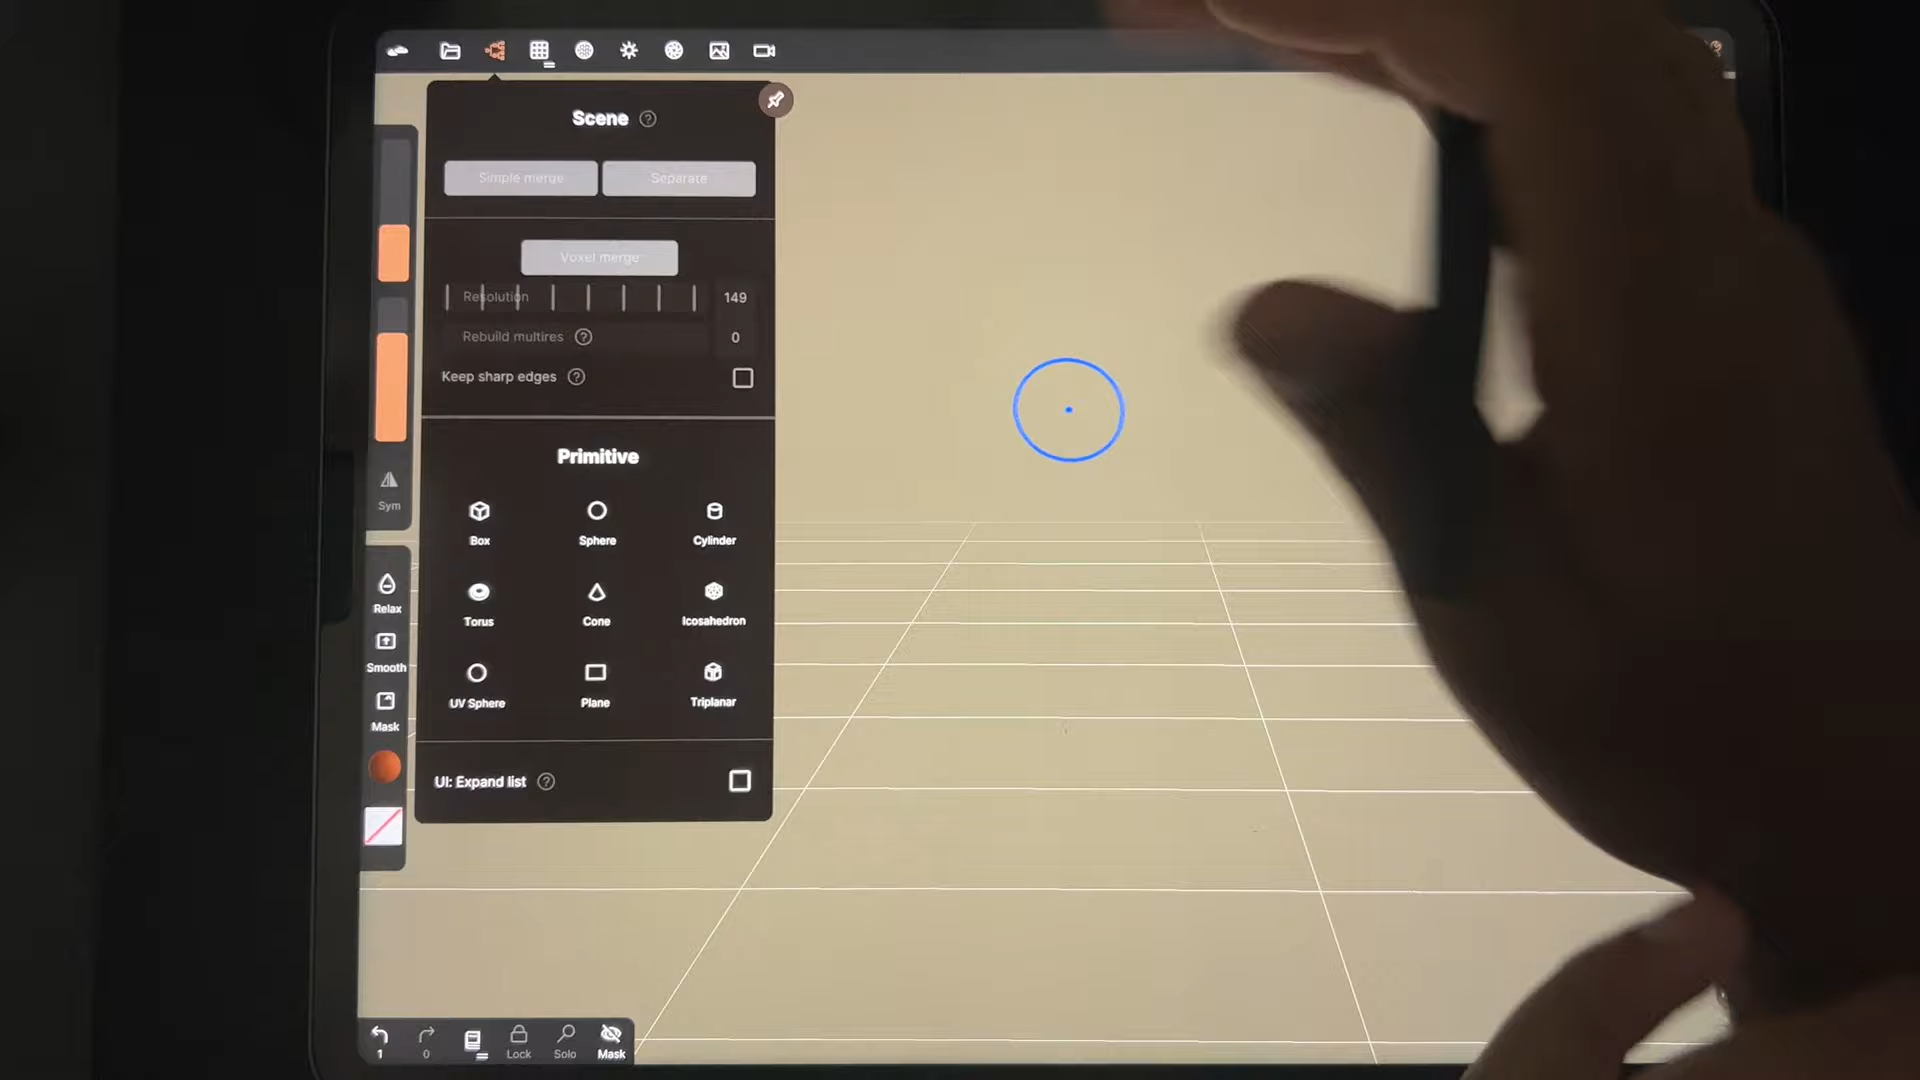 Scene ?
Simple merge Separate
Voxel merge
Resolution 149
Rebuild multires ? 0
Keep sharp edges ?
Primitive
Box Sphere Cylinder
Torus Cone Icosahedron
UV Sphere Plane Triplanar
UI: Expand list ?
Sym
Relax
Smooth
Mask
1 0 Lock Solo Mask